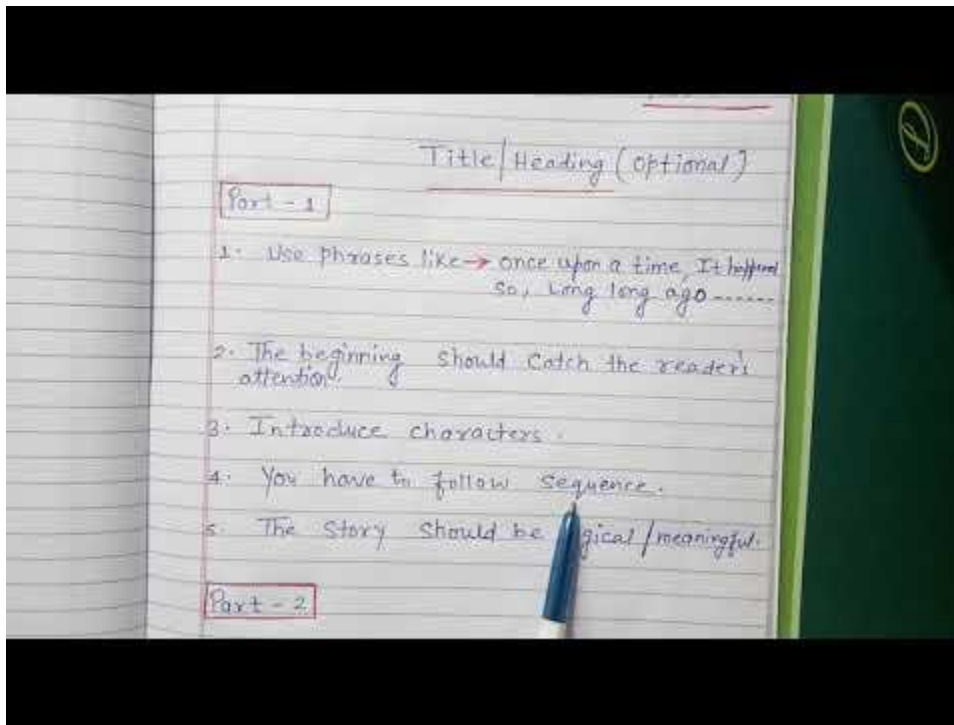 Title/Heading (optional)
Part - 1
1. Use phrases like → once upon a time, It happened
so, Long long ago ------
2. The beginning should Catch the reader's
attention.
3. Introduce characters.
4. You have to follow sequence.
5. The Story should be gical/meaningful.
Part - 2